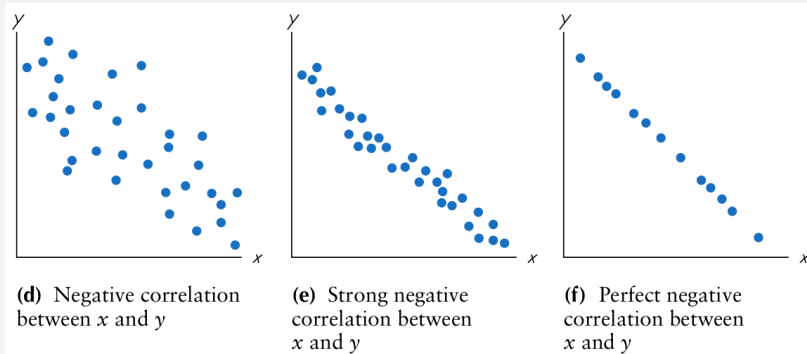 y
x
(d) Negative correlation
between x and y
y
x
(e) Strong negative
correlation between
x and y
y
x
(f) Perfect negative
correlation between
x and y